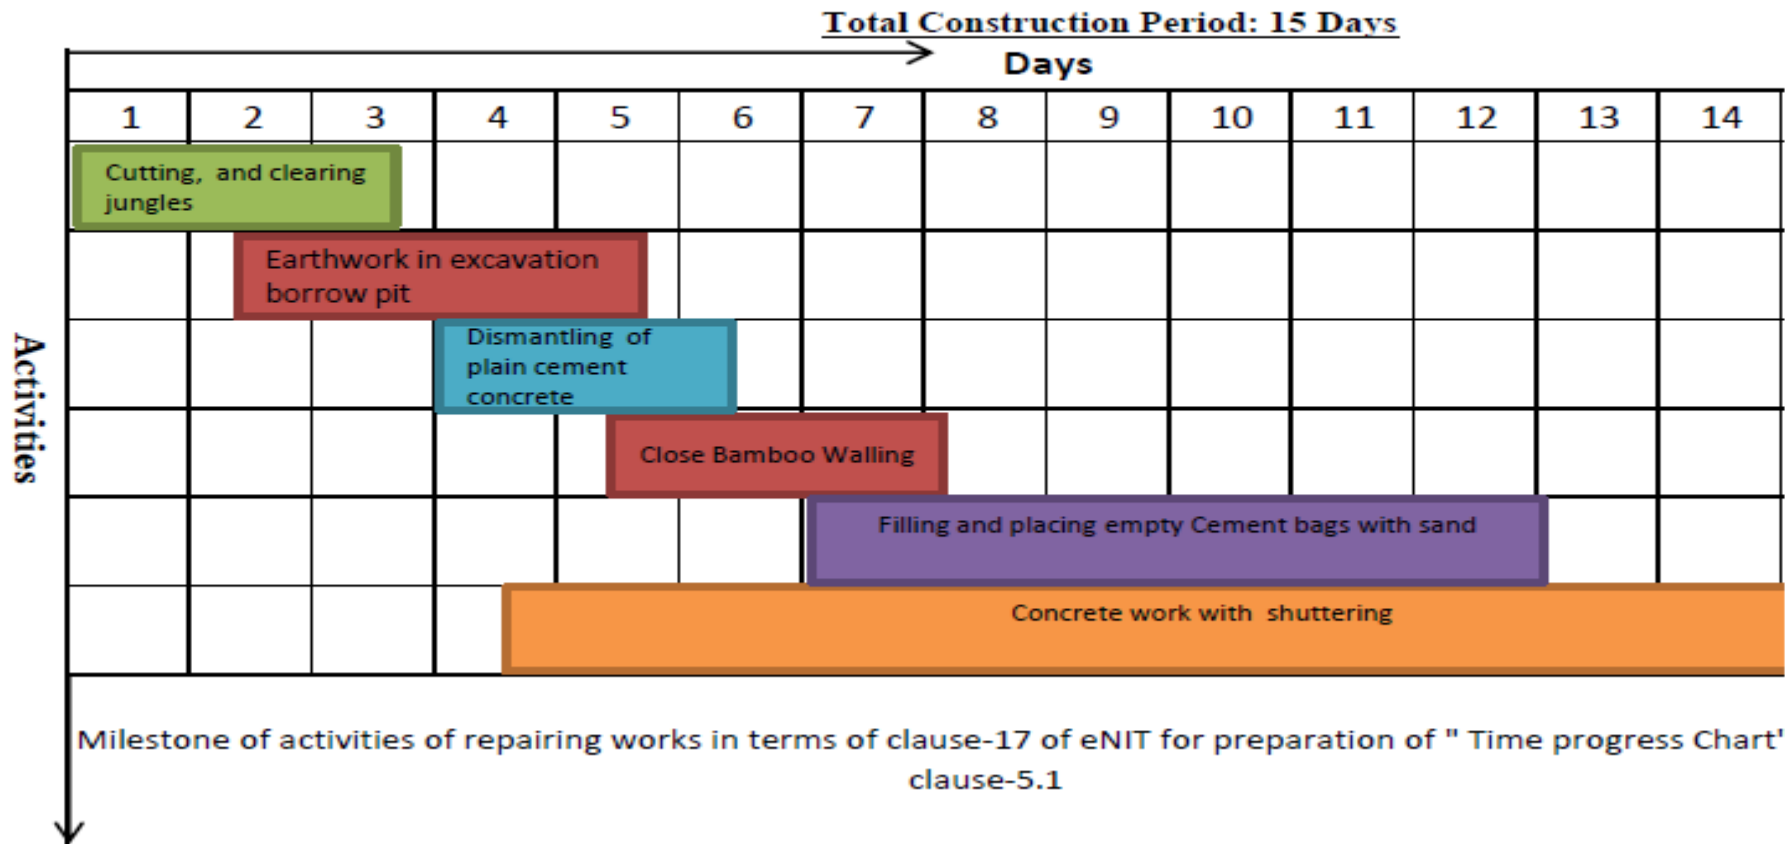 Total Construction Period: 15 Days
Days
1 2 3 4 5 6 7 8 9 10 11 12 13 14
Cutting, and clearing
jungles
Earthwork in excavation
borrow pit
Dismantling of
plain cement
concrete
Activities
Close Bamboo Walling
Filling and placing empty Cement bags with sand
Concrete work with shuttering
Milestone of activities of repairing works in terms of clause-17 of eNIT for preparation of " Time progress Chart'
clause-5.1